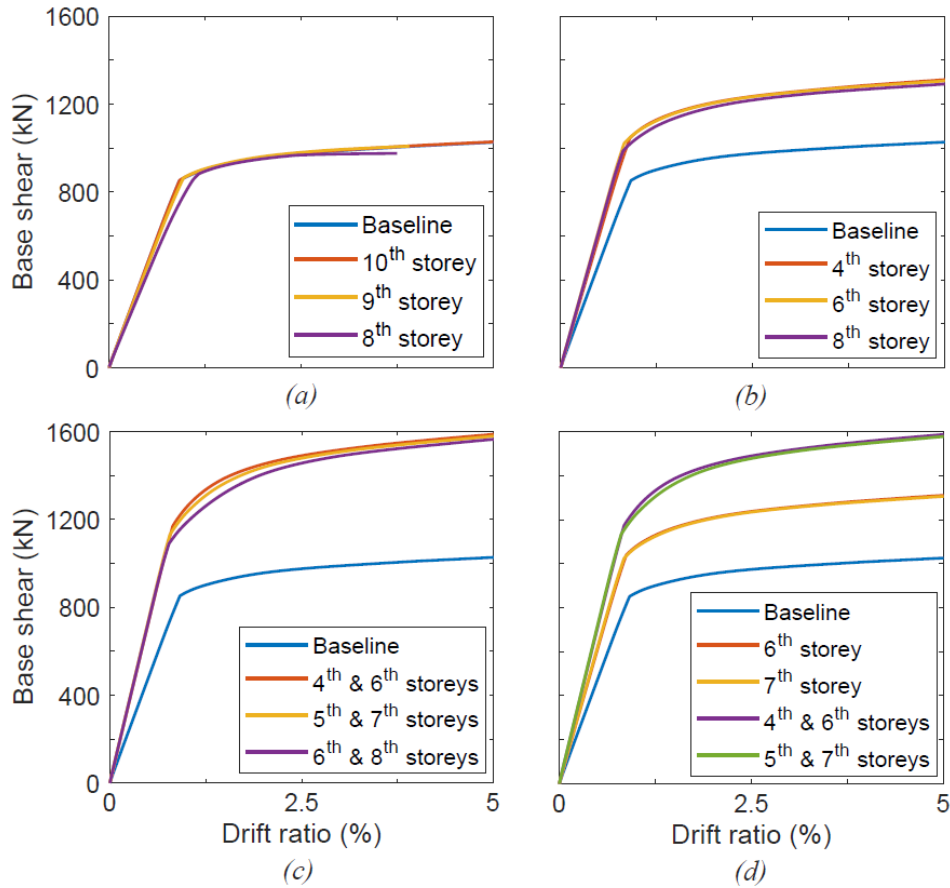 1600
1200
800
400
0
Base shear (kN)
Baseline
10th storey
9th storey
8th storey
(a)
Baseline
4th storey
6th storey
8th storey
(b)
1600
1200
800
400
0
Base shear (kN)
Baseline
4th & 6th storeys
5th & 7th storeys
6th & 8th storeys
0 2.5 5
Drift ratio (%)
(c)
Baseline
6th storey
7th storey
4th & 6th storeys
5th & 7th storeys
0 2.5 5
Drift ratio (%)
(d)